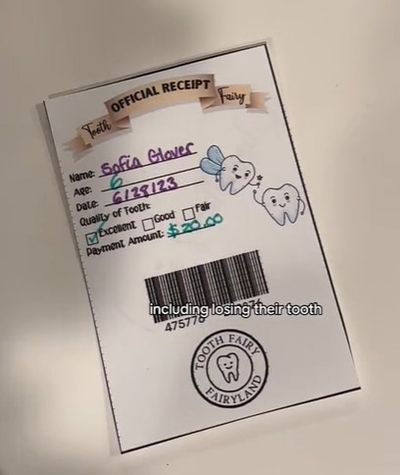 OFFICIAL RECEIPT
Tooth Fairy
Name: Sofia Glover
Age: 6
Date: 6/28/23
Quality of Tooth:
Excellent Good Fair
Payment Amount: $20.00
including losing their tooth
475776
TOOTH FAIRY
FAIRYLAND